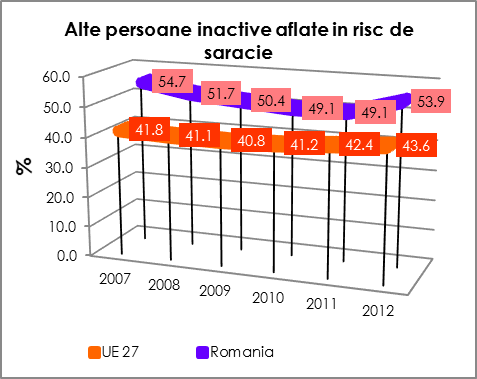 Alte persoane inactive aflate in risc de
saracie
60.0
50.0
40.0
30.0
20.0
10.0
0.0
%
54.7 51.7 50.4 49.1 49.1 53.9
41.8 41.1 40.8 41.2 42.4 43.6
2007 2008 2009 2010 2011 2012
UE 27 Romania